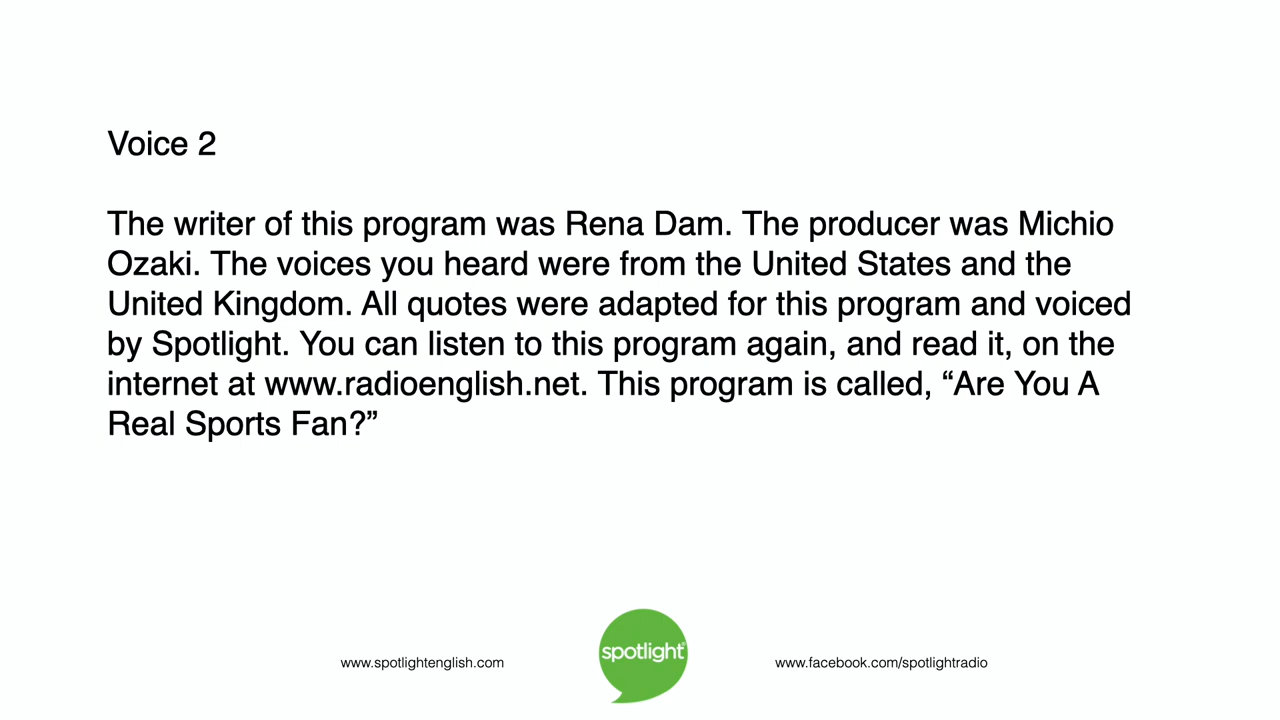 Voice 2
The writer of this program was Rena Dam. The producer was Michio
Ozaki. The voices you heard were from the United States and the
United Kingdom. All quotes were adapted for this program and voiced
by Spotlight. You can listen to this program again, and read it, on the
internet at www.radioenglish.net. This program is called, “Are You A
Real Sports Fan?”
www.spotlightenglish.com
spotlight®
www.facebook.com/spotlightradio